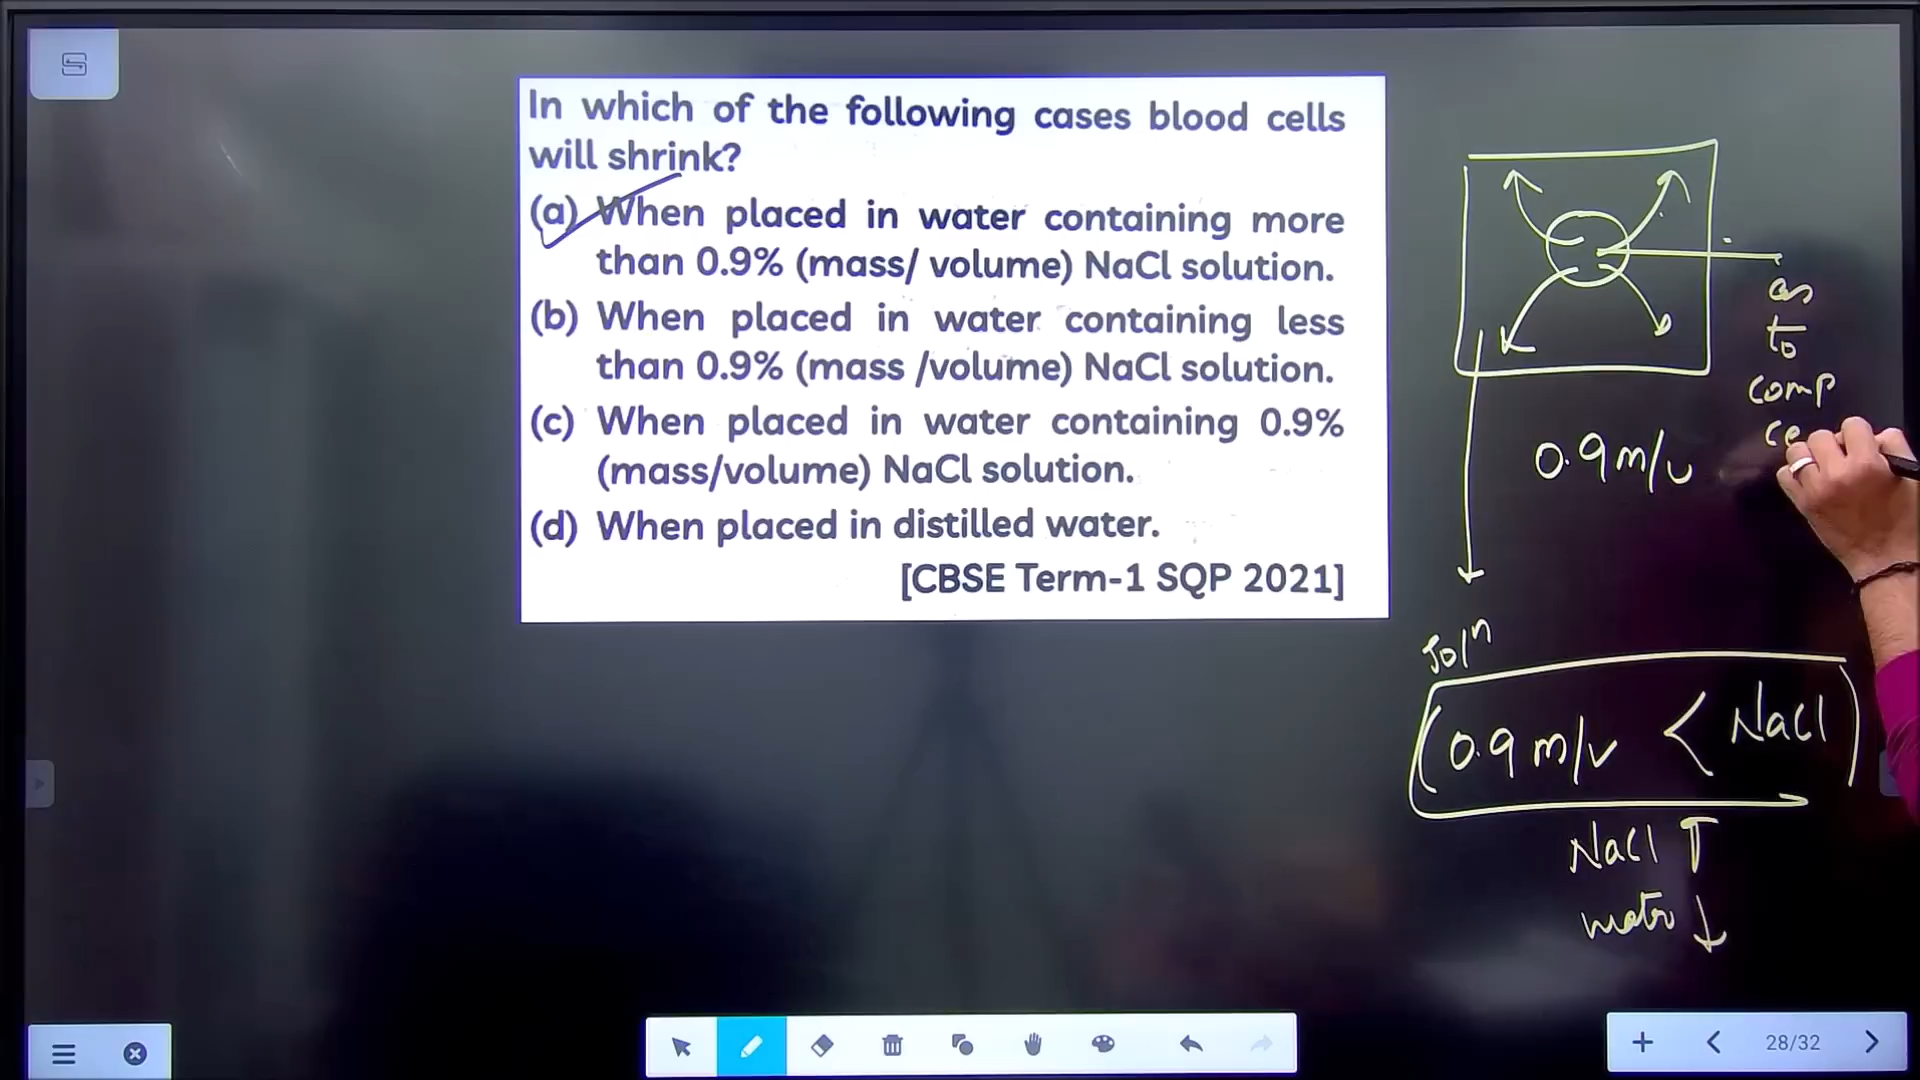 In which of the following cases blood cells
will shrink?
(a) When placed in water containing more
than 0.9% (mass/ volume) NaCl solution.
(b) When placed in water containing less
than 0.9% (mass /volume) NaCl solution.
(c) When placed in water containing 0.9%
(mass/volume) NaCl solution.
(d) When placed in distilled water.
[CBSE Term-1 SQP 2021]
as
to
comp
ce
0.9 m/v
Solⁿ
(0.9 m/v < NaCl)
NaCl ↑
water ↓
28/32